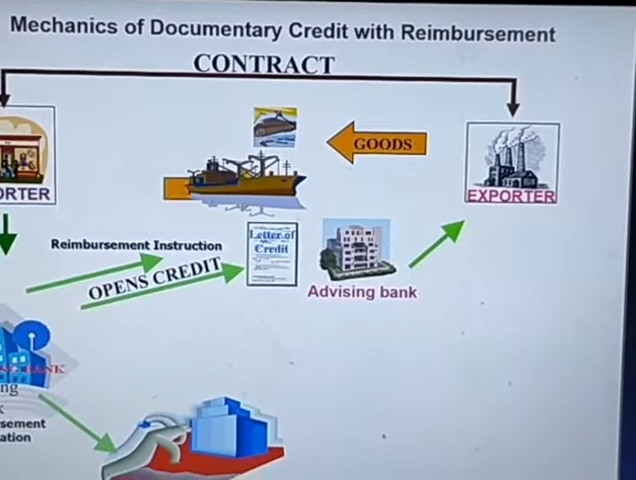 Mechanics of Documentary Credit with Reimbursement
CONTRACT
GOODS
ORTER
EXPORTER
Reimbursement Instruction
Letter of
Credit
OPENS CREDIT
Advising bank
BANK
ng
sement
ation